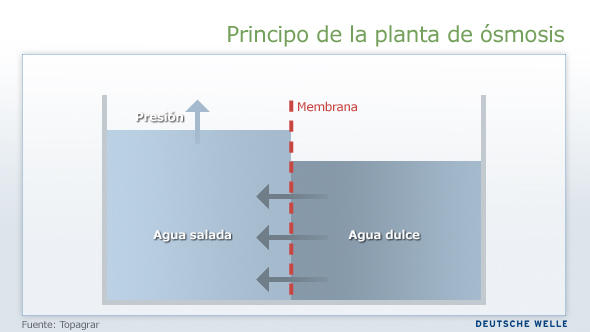 Principo de la planta de ósmosis
Presión
Membrana
Agua salada
Agua dulce
Fuente: Topagrar
DEUTSCHE WELLE